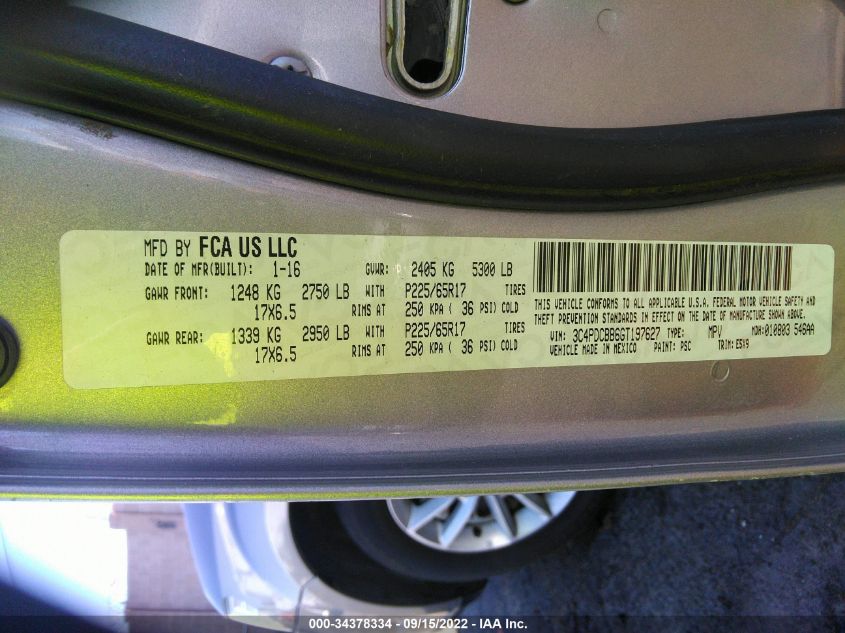 MFD BY FCA US LLC
DATE OF MFR(BUILT): 1-16 GVWR: 2405 KG 5300 LB
GAWR FRONT: 1248 KG 2750 LB WITH P225/65R17 TIRES
17X6.5 RIMS AT 250 KPA ( 36 PSI) COLD
GAWR REAR: 1339 KG 2950 LB WITH P225/65R17 TIRES
17X6.5 RIMS AT 250 KPA ( 36 PSI) COLD
THIS VEHICLE CONFORMS TO ALL APPLICABLE U.S.A. FEDERAL MOTOR VEHICLE SAFETY AND
THEFT PREVENTION STANDARDS IN EFFECT ON THE DATE OF MANUFACTURE SHOWN ABOVE.
VIN: 3C4PDCBB6GT197627 TYPE: MPV MDH: 010803 546AA
VEHICLE MADE IN MEXICO PAINT: PSC TRIM: E5X9
000-34378334 - 09/15/2022 - IAA Inc.